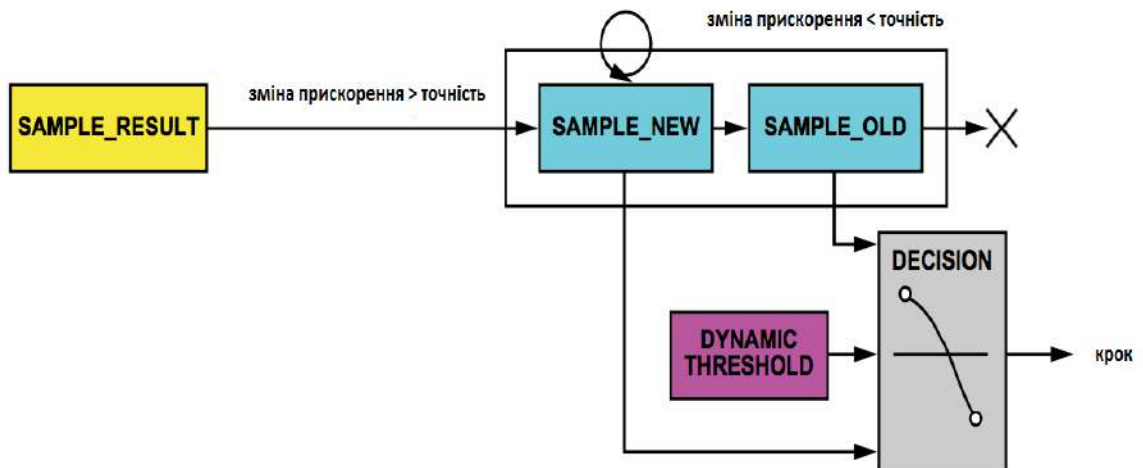 зміна прискорення < точність
зміна прискорення > точність
SAMPLE_RESULT
SAMPLE_NEW
SAMPLE_OLD
DECISION
DYNAMIC
THRESHOLD
крок